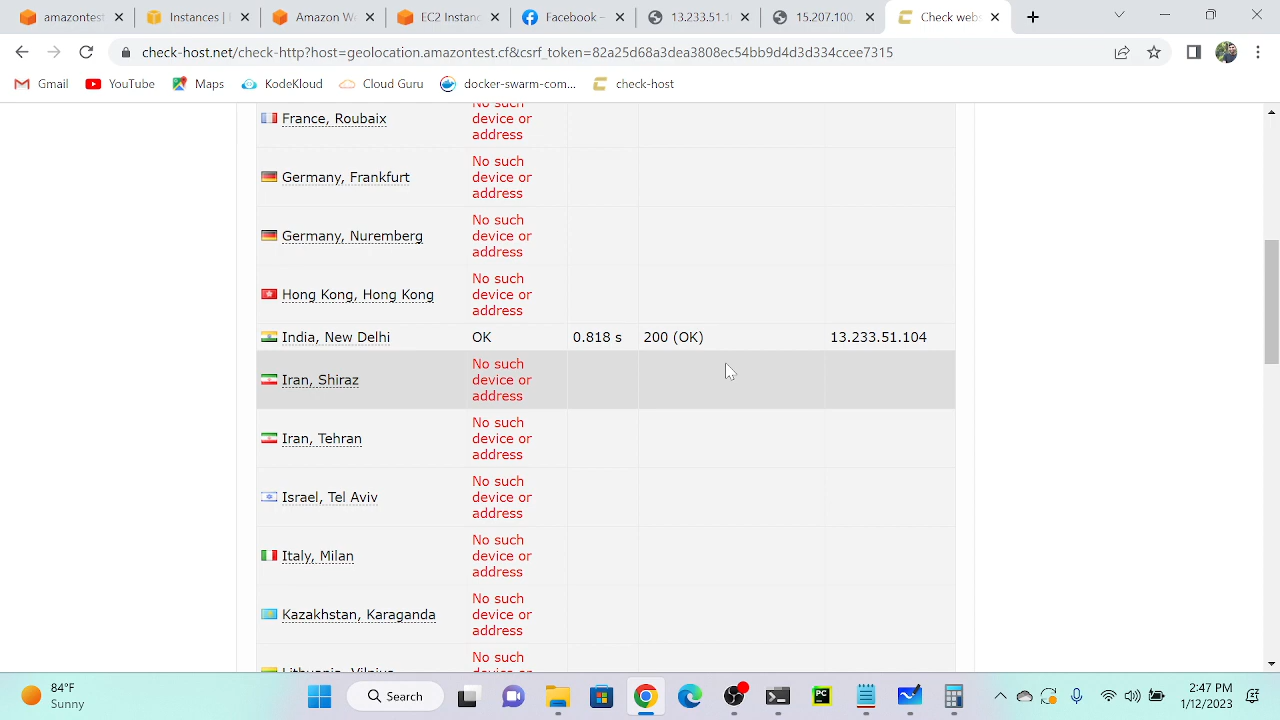 amazontest
Instances |
Amazon W
EC2 Instanc
Facebook –
13.233.51.1
15.207.100.
Check webs
check-host.net/check-http?host=geolocation.amazontest.cf&csrf_token=82a25d68a3dea3808ec54bb9d4d3d334ccee7315
Gmail
YouTube
Maps
KodeKloud
Cloud Guru
docker-swarm-com...
check-host
France, Roubaix
No such
device or
address
Germany, Frankfurt
No such
device or
address
Germany, Nuremberg
No such
device or
address
Hong Kong, Hong Kong
No such
device or
address
India, New Delhi OK 0.818 s 200 (OK) 13.233.51.104
Iran, Shiraz
No such
device or
address
Iran, Tehran
No such
device or
address
Israel, Tel Aviv
No such
device or
address
Italy, Milan
No such
device or
address
Kazakhstan, Karaganda
No such
device or
address
Lithuania, Vilnius
No such
device or
84°F
Sunny
Search
PC
2:47 PM
1/12/2023